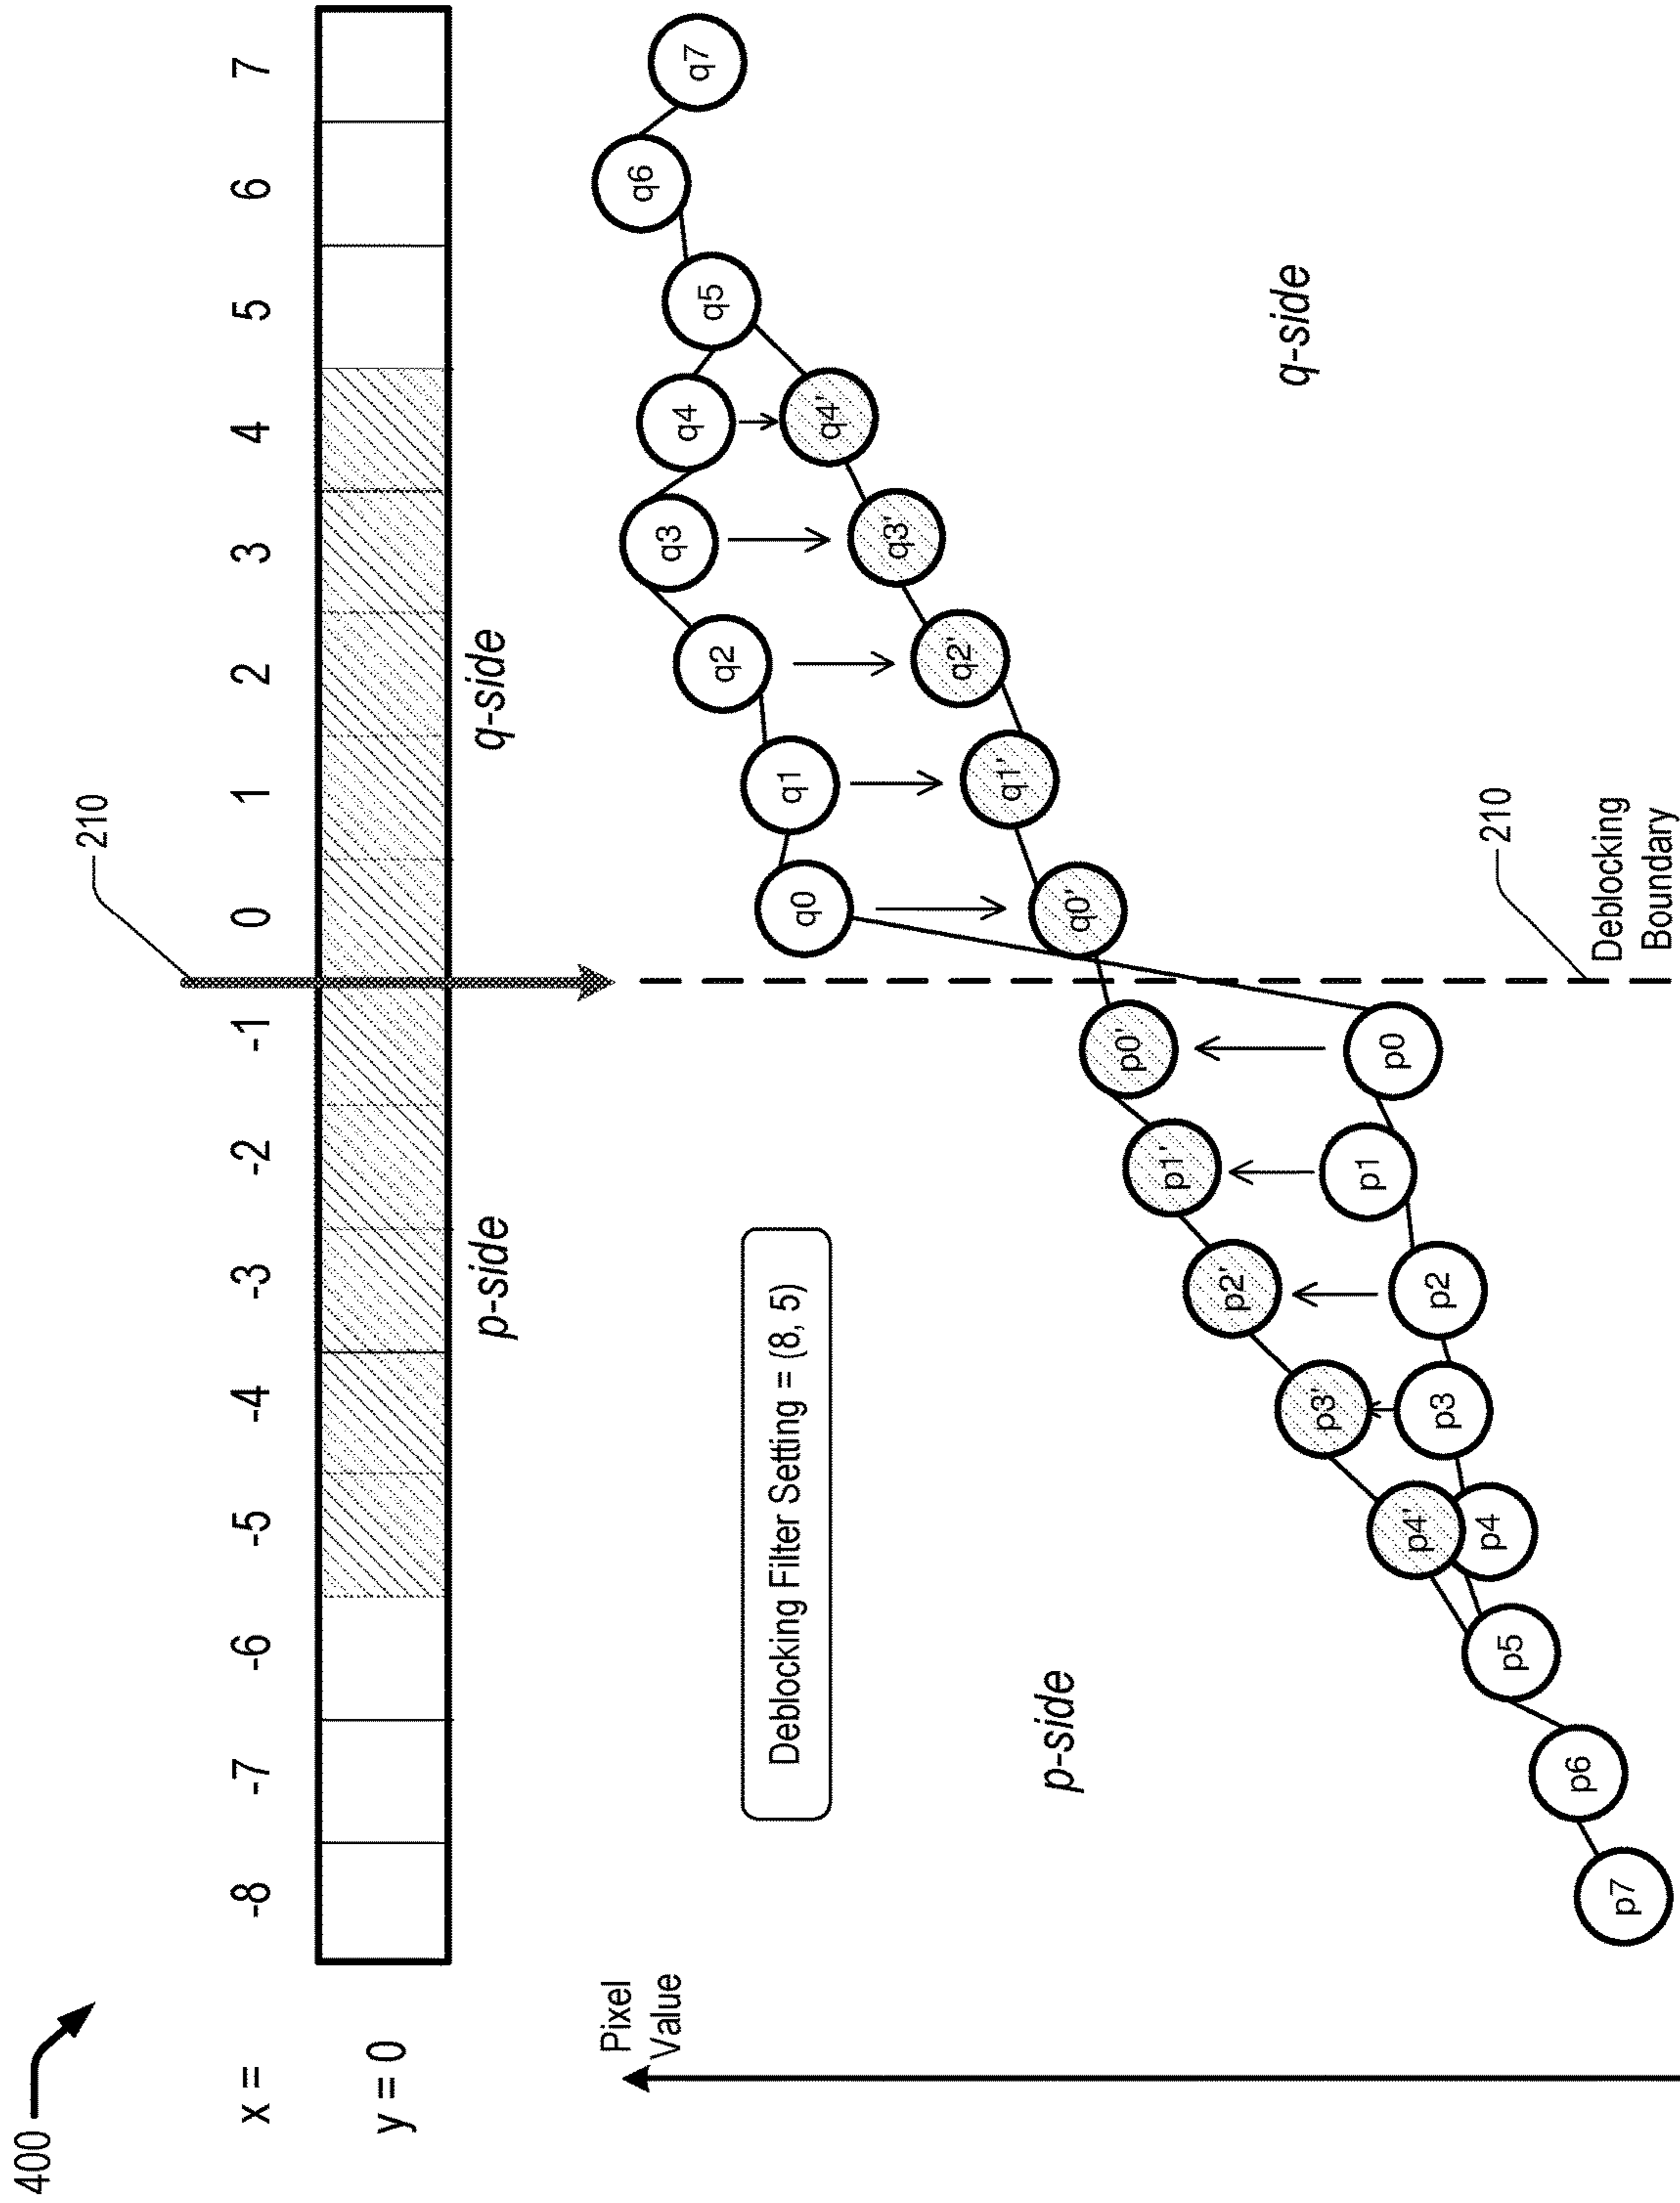 400
210
x = -8 -7 -6 -5 -4 -3 -2 -1 0 1 2 3 4 5 6 7
y = 0
p-side q-side
Pixel
Value
Deblocking Filter Setting = (8, 5)
q0 q1 q2 q3 q4 q5 q6 q7
q0' q1' q2' q3' q4'
p4' p3' p2' p1' p0'
p7 p6 p5 p4 p3 p2 p1 p0
p-side
q-side
210
Deblocking
Boundary